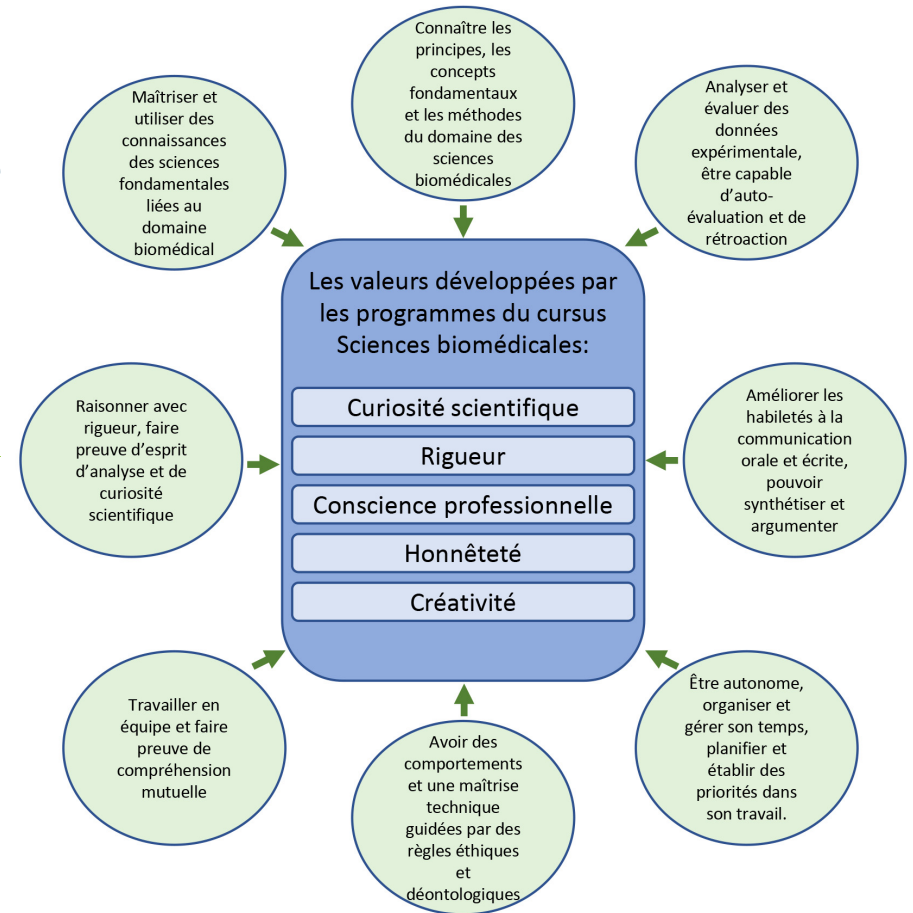 Connaître les
principes, les
concepts
fondamentaux
et les méthodes
du domaine des
sciences
biomédicales
Maîtriser et
utiliser des
connaissances
des sciences
fondamentales
liées au
domaine
biomédical
Analyser et
évaluer des
données
expérimentale,
être capable
d’auto-
évaluation et de
rétroaction
Les valeurs développées par
les programmes du cursus
Sciences biomédicales:
Curiosité scientifique
Rigueur
Conscience professionnelle
Honnêteté
Créativité
Raisonner avec
rigueur, faire
preuve d’esprit
d’analyse et de
curiosité
scientifique
Améliorer les
habiletés à la
communication
orale et écrite,
pouvoir
synthétiser et
argumenter
Travailler en
équipe et faire
preuve de
compréhension
mutuelle
Avoir des
comportements
et une maîtrise
technique
guidées par des
règles éthiques
et
déontologiques
Être autonome,
organiser et
gérer son temps,
planifier et
établir des
priorités dans
son travail.